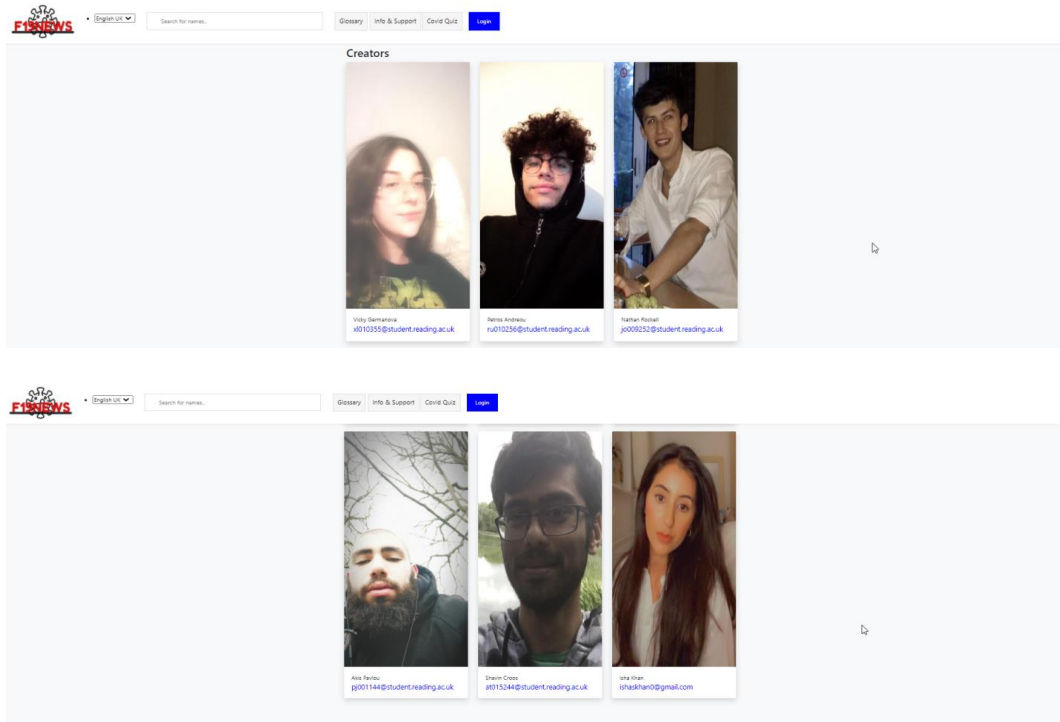 F19NEWS
English UK
Search for names..
Glossary
Info & Support
Covid Quiz
Login
Creators
Vicky Germanova
xl010355@student.reading.ac.uk
Petros Andreou
ru010256@student.reading.ac.uk
Nathan Rockell
jo009252@student.reading.ac.uk
F19NEWS
English UK
Search for names..
Glossary
Info & Support
Covid Quiz
Login
Akis Pavlou
pj001144@student.reading.ac.uk
Shavin Croos
at015244@student.reading.ac.uk
Isha Khan
ishaskhan0@gmail.com